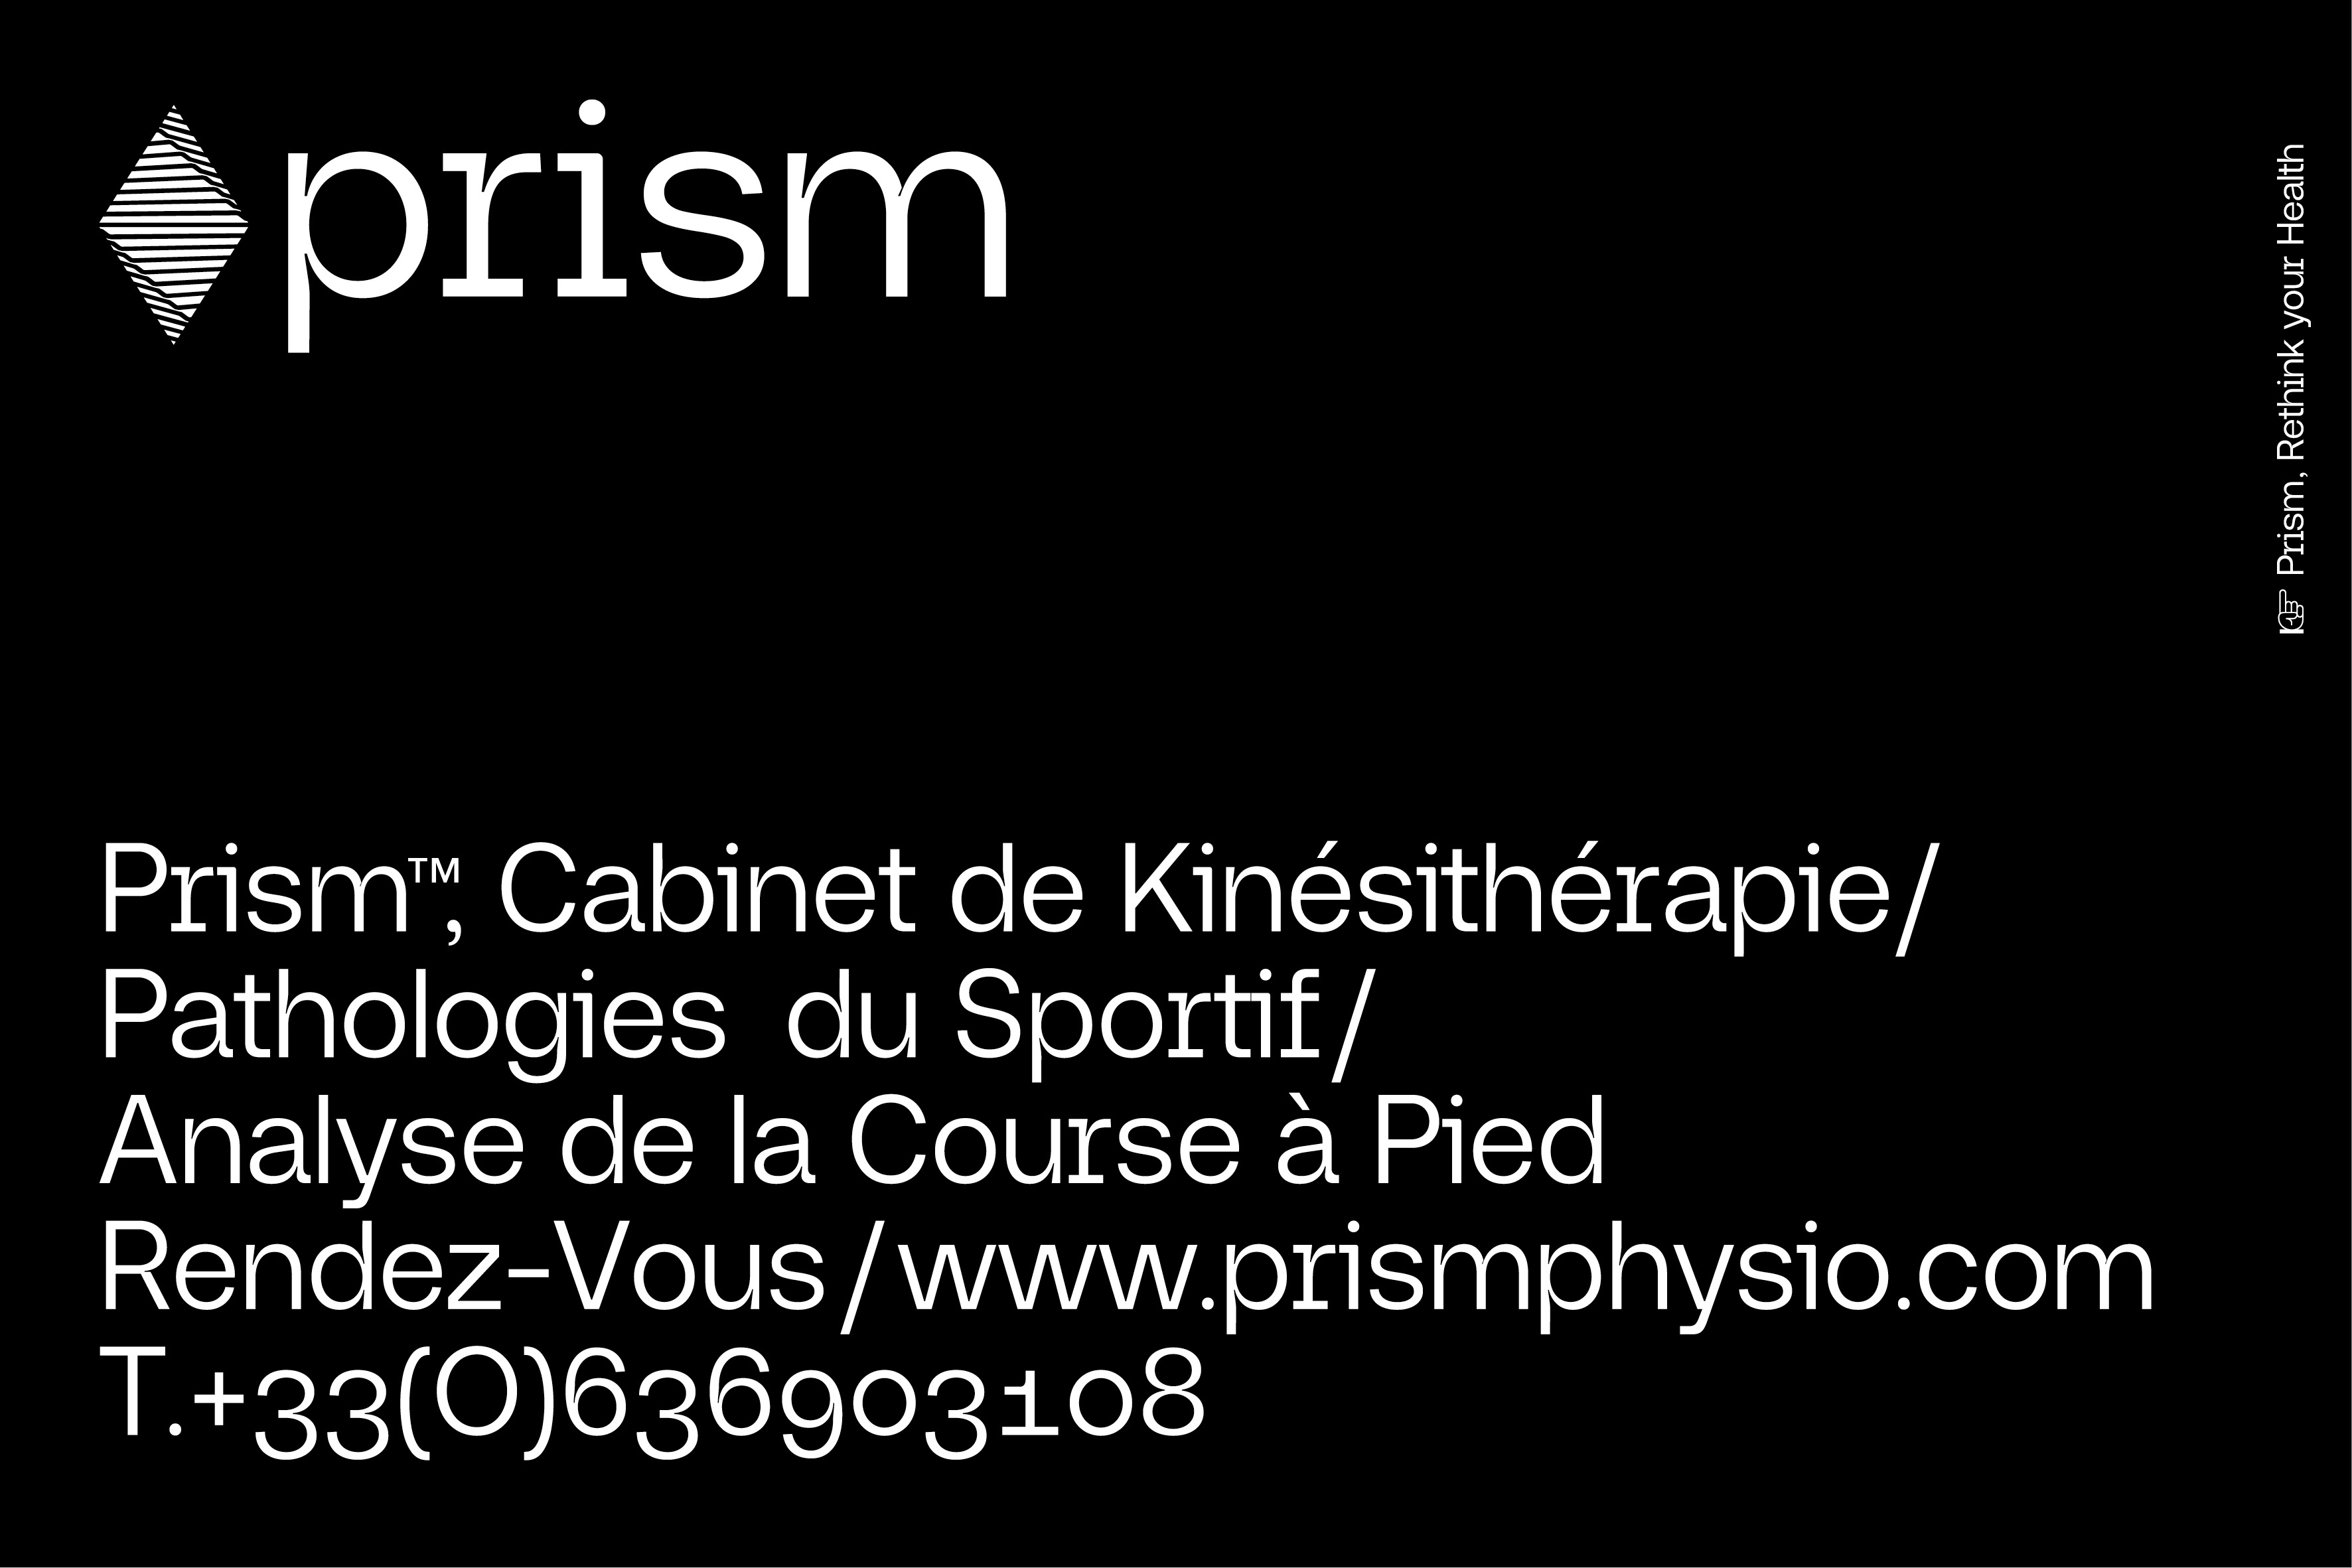 prism
☞ Prism, Rethink your Health
Prism™, Cabinet de Kinésithérapie/
Pathologies du Sportif/
Analyse de la Course à Pied
Rendez-Vous/www.prismphysio.com
T.+33(O)636903108